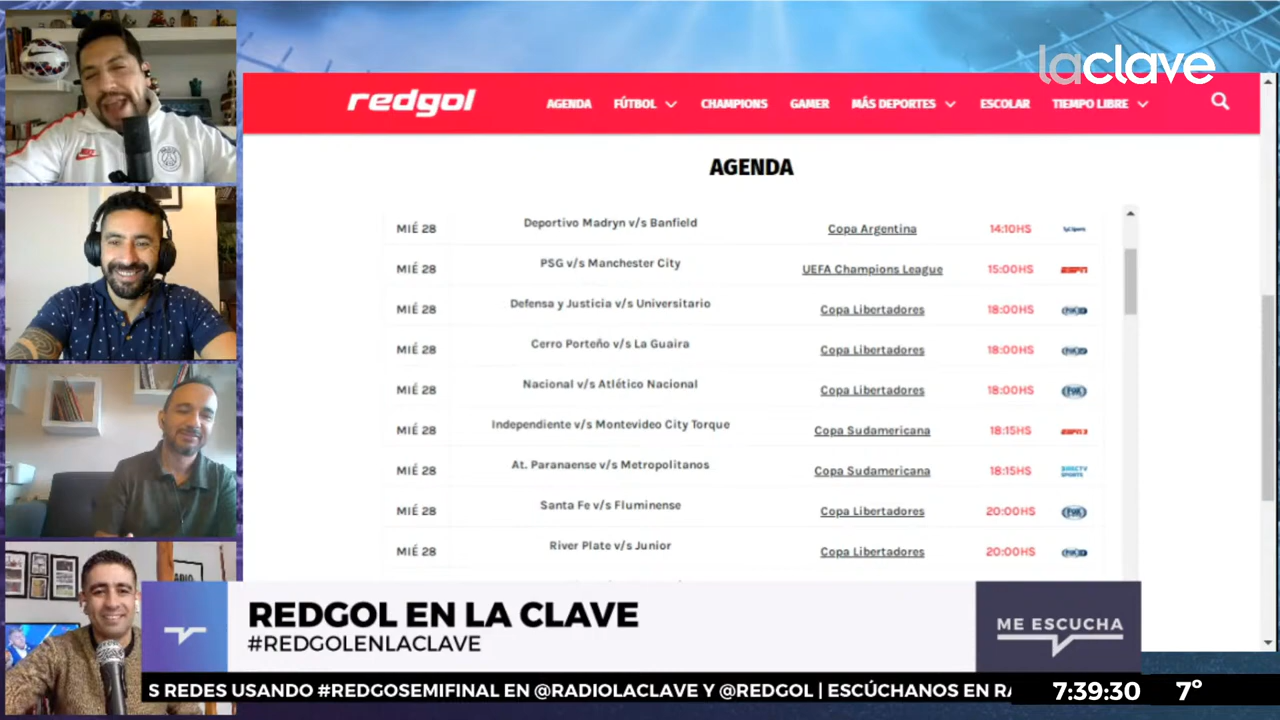 laclave
redgol
AGENDA FÚTBOL CHAMPIONS GAMER MÁS DEPORTES ESCOLAR TIEMPO LIBRE
AGENDA
MIÉ 28 Deportivo Madryn v/s Banfield Copa Argentina 14:10HS
MIÉ 28 PSG v/s Manchester City UEFA Champions League 15:00HS ESPN
MIÉ 28 Defensa y Justicia v/s Universitario Copa Libertadores 18:00HS
MIÉ 28 Cerro Porteño v/s La Guaira Copa Libertadores 18:00HS
MIÉ 28 Nacional v/s Atlético Nacional Copa Libertadores 18:00HS FOX
MIÉ 28 Independiente v/s Montevideo City Torque Copa Sudamericana 18:15HS
MIÉ 28 At. Paranaense v/s Metropolitanos Copa Sudamericana 18:15HS DIRECTV SPORTS
MIÉ 28 Santa Fe v/s Fluminense Copa Libertadores 20:00HS FOX
MIÉ 28 River Plate v/s Junior Copa Libertadores 20:00HS
REDGOL EN LA CLAVE
#REDGOLENLACLAVE
ME ESCUCHA
S REDES USANDO #REDGOSEMIFINAL EN @RADIOLACLAVE Y @REDGOL | ESCÚCHANOS EN RA
7:39:30 7°